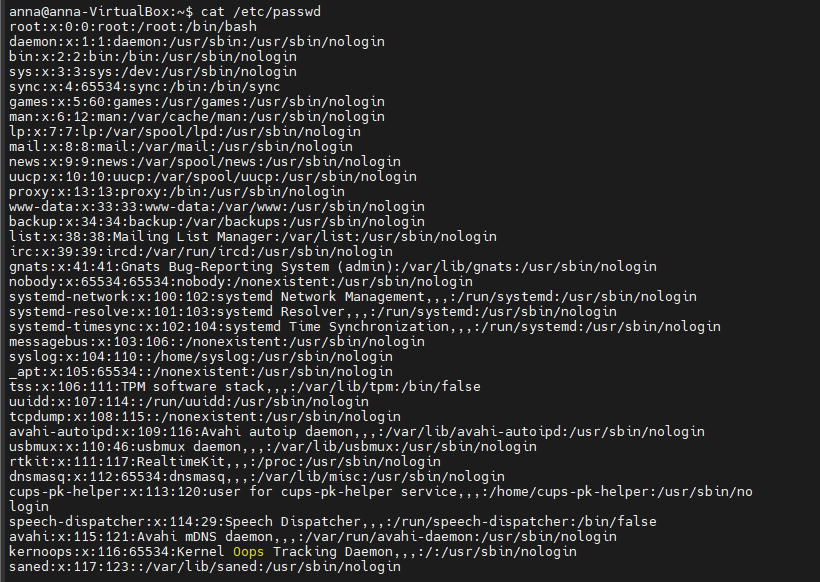 anna@anna-VirtualBox:~$ cat /etc/passwd
root:x:0:0:root:/root:/bin/bash
daemon:x:1:1:daemon:/usr/sbin:/usr/sbin/nologin
bin:x:2:2:bin:/bin:/usr/sbin/nologin
sys:x:3:3:sys:/dev:/usr/sbin/nologin
sync:x:4:65534:sync:/bin:/bin/sync
games:x:5:60:games:/usr/games:/usr/sbin/nologin
man:x:6:12:man:/var/cache/man:/usr/sbin/nologin
lp:x:7:7:lp:/var/spool/lpd:/usr/sbin/nologin
mail:x:8:8:mail:/var/mail:/usr/sbin/nologin
news:x:9:9:news:/var/spool/news:/usr/sbin/nologin
uucp:x:10:10:uucp:/var/spool/uucp:/usr/sbin/nologin
proxy:x:13:13:proxy:/bin:/usr/sbin/nologin
www-data:x:33:33:www-data:/var/www:/usr/sbin/nologin
backup:x:34:34:backup:/var/backups:/usr/sbin/nologin
list:x:38:38:Mailing List Manager:/var/list:/usr/sbin/nologin
irc:x:39:39:ircd:/var/run/ircd:/usr/sbin/nologin
gnats:x:41:41:Gnats Bug-Reporting System (admin):/var/lib/gnats:/usr/sbin/nologin
nobody:x:65534:65534:nobody:/nonexistent:/usr/sbin/nologin
systemd-network:x:100:102:systemd Network Management,,,:/run/systemd:/usr/sbin/nologin
systemd-resolve:x:101:103:systemd Resolver,,,:/run/systemd:/usr/sbin/nologin
systemd-timesync:x:102:104:systemd Time Synchronization,,,:/run/systemd:/usr/sbin/nologin
messagebus:x:103:106::/nonexistent:/usr/sbin/nologin
syslog:x:104:110::/home/syslog:/usr/sbin/nologin
_apt:x:105:65534::/nonexistent:/usr/sbin/nologin
tss:x:106:111:TPM software stack,,,:/var/lib/tpm:/bin/false
uuidd:x:107:114::/run/uuidd:/usr/sbin/nologin
tcpdump:x:108:115::/nonexistent:/usr/sbin/nologin
avahi-autoipd:x:109:116:Avahi autoip daemon,,,:/var/lib/avahi-autoipd:/usr/sbin/nologin
usbmux:x:110:46:usbmux daemon,,,:/var/lib/usbmux:/usr/sbin/nologin
rtkit:x:111:117:RealtimeKit,,,:/proc:/usr/sbin/nologin
dnsmasq:x:112:65534:dnsmasq,,,:/var/lib/misc:/usr/sbin/nologin
cups-pk-helper:x:113:120:user for cups-pk-helper service,,,:/home/cups-pk-helper:/usr/sbin/no
login
speech-dispatcher:x:114:29:Speech Dispatcher,,,:/run/speech-dispatcher:/bin/false
avahi:x:115:121:Avahi mDNS daemon,,,:/var/run/avahi-daemon:/usr/sbin/nologin
kernoops:x:116:65534:Kernel Oops Tracking Daemon,,,:/:/usr/sbin/nologin
saned:x:117:123::/var/lib/saned:/usr/sbin/nologin